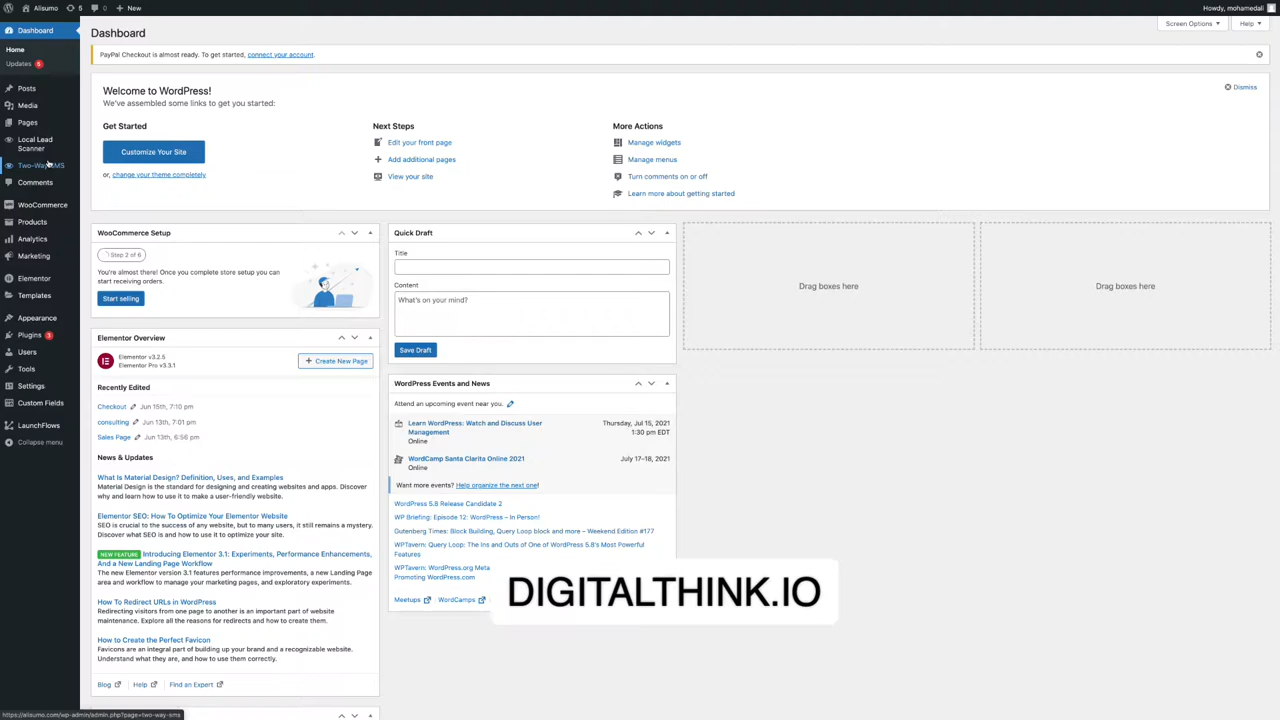 Alisumo 5 0 New
Howdy, mohamedali
Dashboard
Home
Updates 5
Posts
Media
Pages
Local Lead
Scanner
Two-Way SMS
Comments
WooCommerce
Products
Analytics
Marketing
Elementor
Templates
Appearance
Plugins 3
Users
Tools
Settings
Custom Fields
LaunchFlows
Collapse menu
Dashboard
Screen Options
Help
PayPal Checkout is almost ready. To get started, connect your account.
Welcome to WordPress!
We've assembled some links to get you started:
Dismiss
Get Started
Customize Your Site
or, change your theme completely
Next Steps
Edit your front page
Add additional pages
View your site
More Actions
Manage widgets
Manage menus
Turn comments on or off
Learn more about getting started
WooCommerce Setup
Step 2 of 6
You're almost there! Once you complete store setup you can
start receiving orders.
Start selling
Elementor Overview
Elementor v3.2.5
Elementor Pro v3.3.1
Create New Page
Recently Edited
Checkout Jun 15th, 7:10 pm
consulting Jun 13th, 7:01 pm
Sales Page Jun 13th, 6:56 pm
News & Updates
What Is Material Design? Definition, Uses, and Examples
Material Design is the standard for designing and creating websites and apps. Discover
why and learn how to use it to make a user-friendly website.
Elementor SEO: How To Optimize Your Elementor Website
SEO is crucial to the success of any website, but to many users, it still remains a mystery.
Discover what SEO is and how to use it to optimize your site.
NEW FEATURE Introducing Elementor 3.1: Experiments, Performance Enhancements,
And a New Landing Page Workflow
The new Elementor version 3.1 features performance improvements, a new Landing Page
area and workflow to manage your marketing pages, and exploratory experiments.
How To Redirect URLs in WordPress
Redirecting visitors from one page to another is an important part of website
maintenance. Explore all the reasons for redirects and how to create them.
How to Create the Perfect Favicon
Favicons are an integral part of building up your brand and a recognizable website.
Understand what they are, and how to use them correctly.
Blog Help Find an Expert
Quick Draft
Title
Content
What's on your mind?
Save Draft
WordPress Events and News
Attend an upcoming event near you.
Learn WordPress: Watch and Discuss User
Management
Online
Thursday, Jul 15, 2021
1:30 pm EDT
WordCamp Santa Clarita Online 2021
Online
July 17–18, 2021
Want more events? Help organize the next one!
WordPress 5.8 Release Candidate 2
WP Briefing: Episode 12: WordPress – In Person!
Gutenberg Times: Block Building, Query Loop block and more – Weekend Edition #177
WPTavern: Query Loop: The Ins and Outs of One of WordPress 5.8's Most Powerful
Features
WPTavern: WordPress.org Meta
Promoting WordPress.com
Meetups WordCamps
Drag boxes here
Drag boxes here
DIGITALTHINK.IO
https://alisumo.com/wp-admin/admin.php?page=two-way-sms